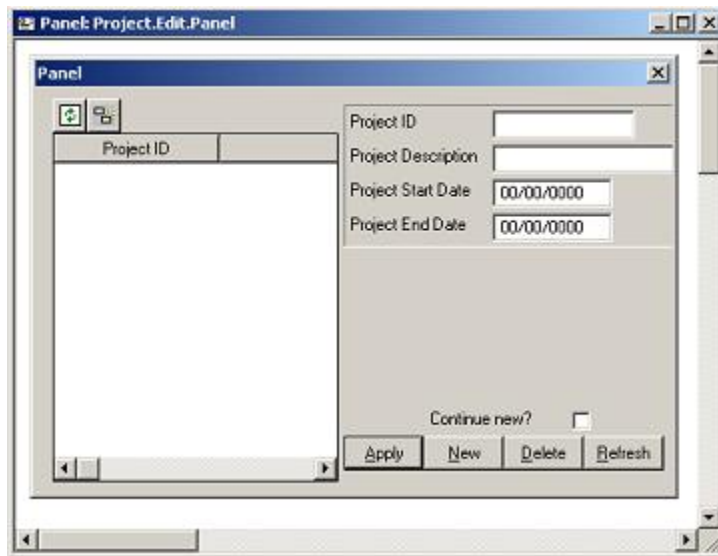 Panel: Project.Edit.Panel
Panel
Project ID
Project ID
Project Description
Project Start Date 00/00/0000
Project End Date 00/00/0000
Continue new?
Apply New Delete Refresh